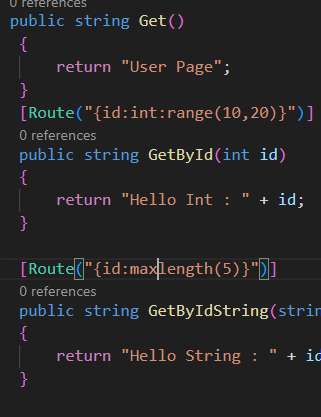 0 references
public string Get()
{
return "User Page";
}
[Route("{id:int:range(10,20)}")]
0 references
public string GetById(int id)
{
return "Hello Int : " + id;
}
[Route("{id:maxlength(5)}")]
0 references
public string GetByIdString(strin
{
return "Hello String : " + id
}